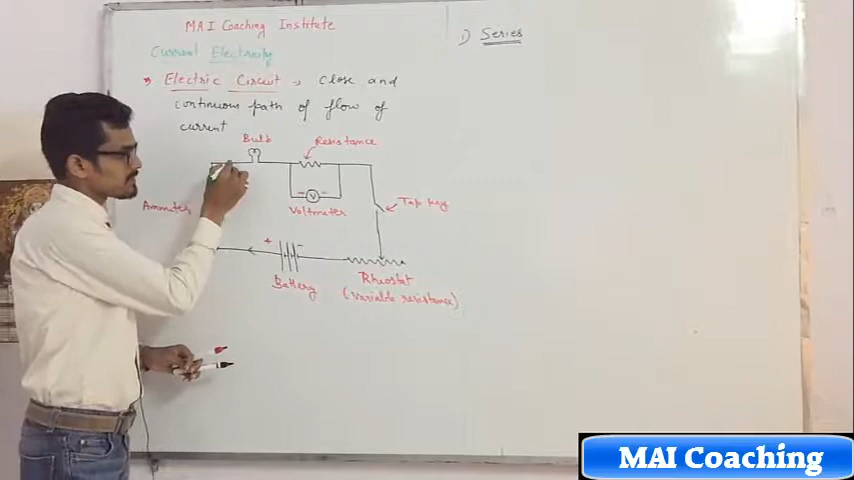 MAI Coaching Institute
1) Series
Current Electricity
Electric Circuit → close and
continuous path of flow of
current
Bulb
Resistance
Ammeter
V
Voltmeter
Tap key
+ -
Battery
Rheostat
(variable resistance)
MAI Coaching